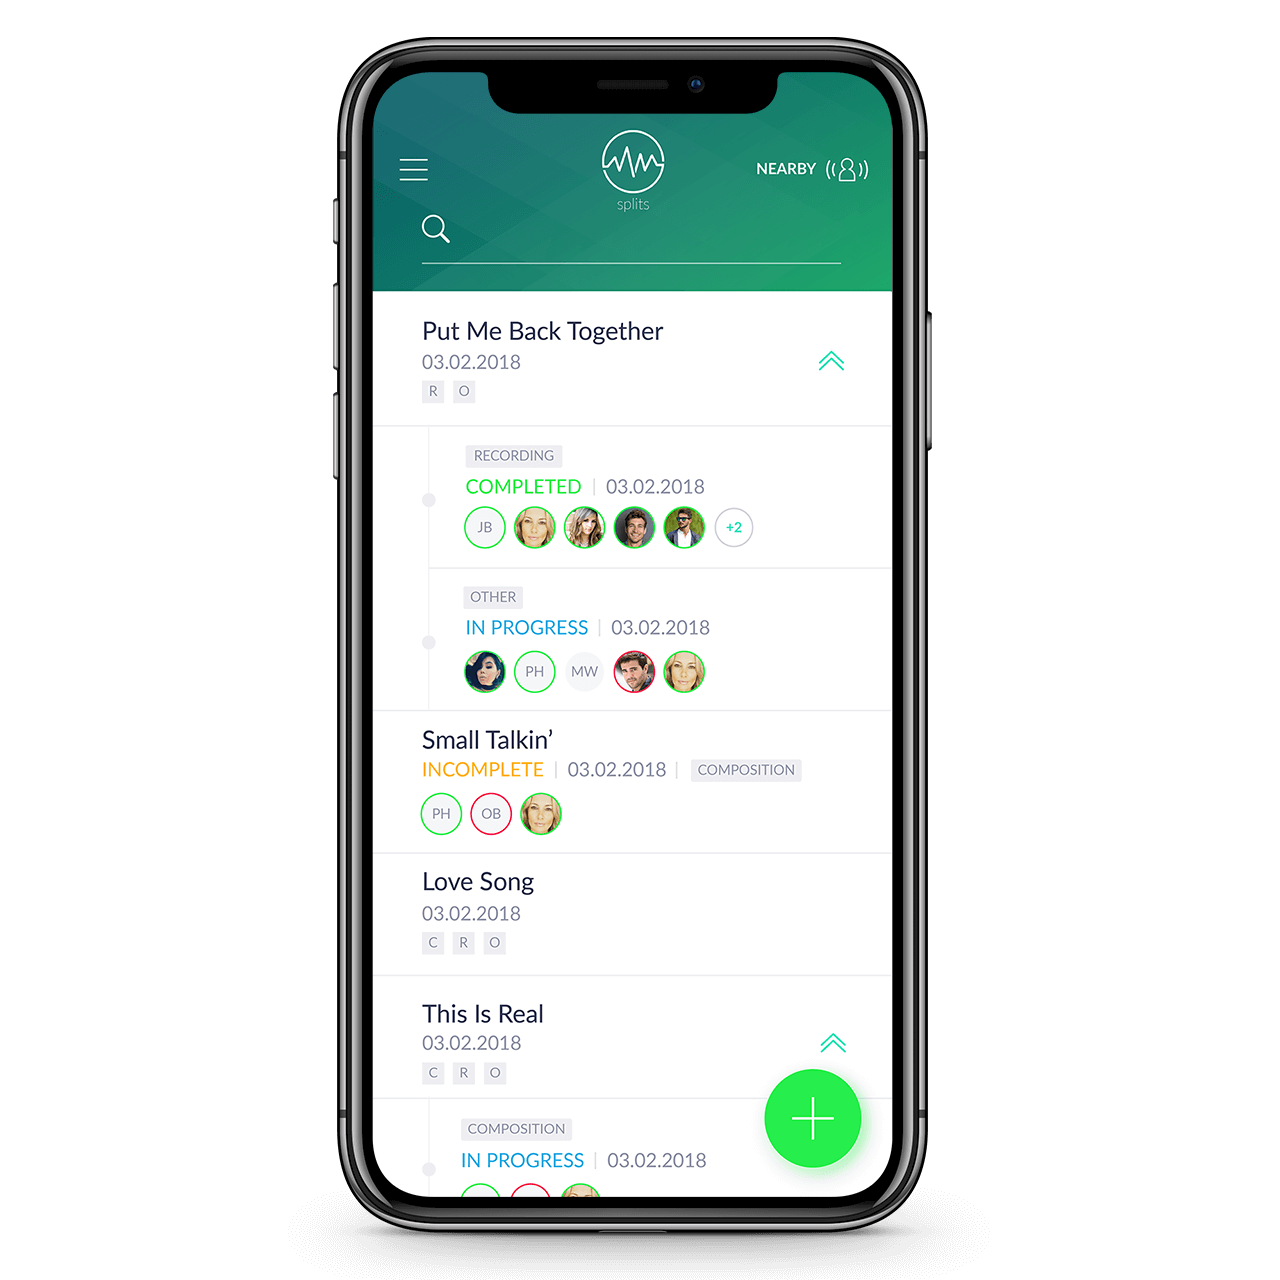 NEARBY
splits
Put Me Back Together
03.02.2018
R O
RECORDING
COMPLETED | 03.02.2018
JB +2
OTHER
IN PROGRESS | 03.02.2018
PH MW
Small Talkin’
INCOMPLETE | 03.02.2018 | COMPOSITION
PH OB
Love Song
03.02.2018
C R O
This Is Real
03.02.2018
C R O
COMPOSITION
IN PROGRESS | 03.02.2018